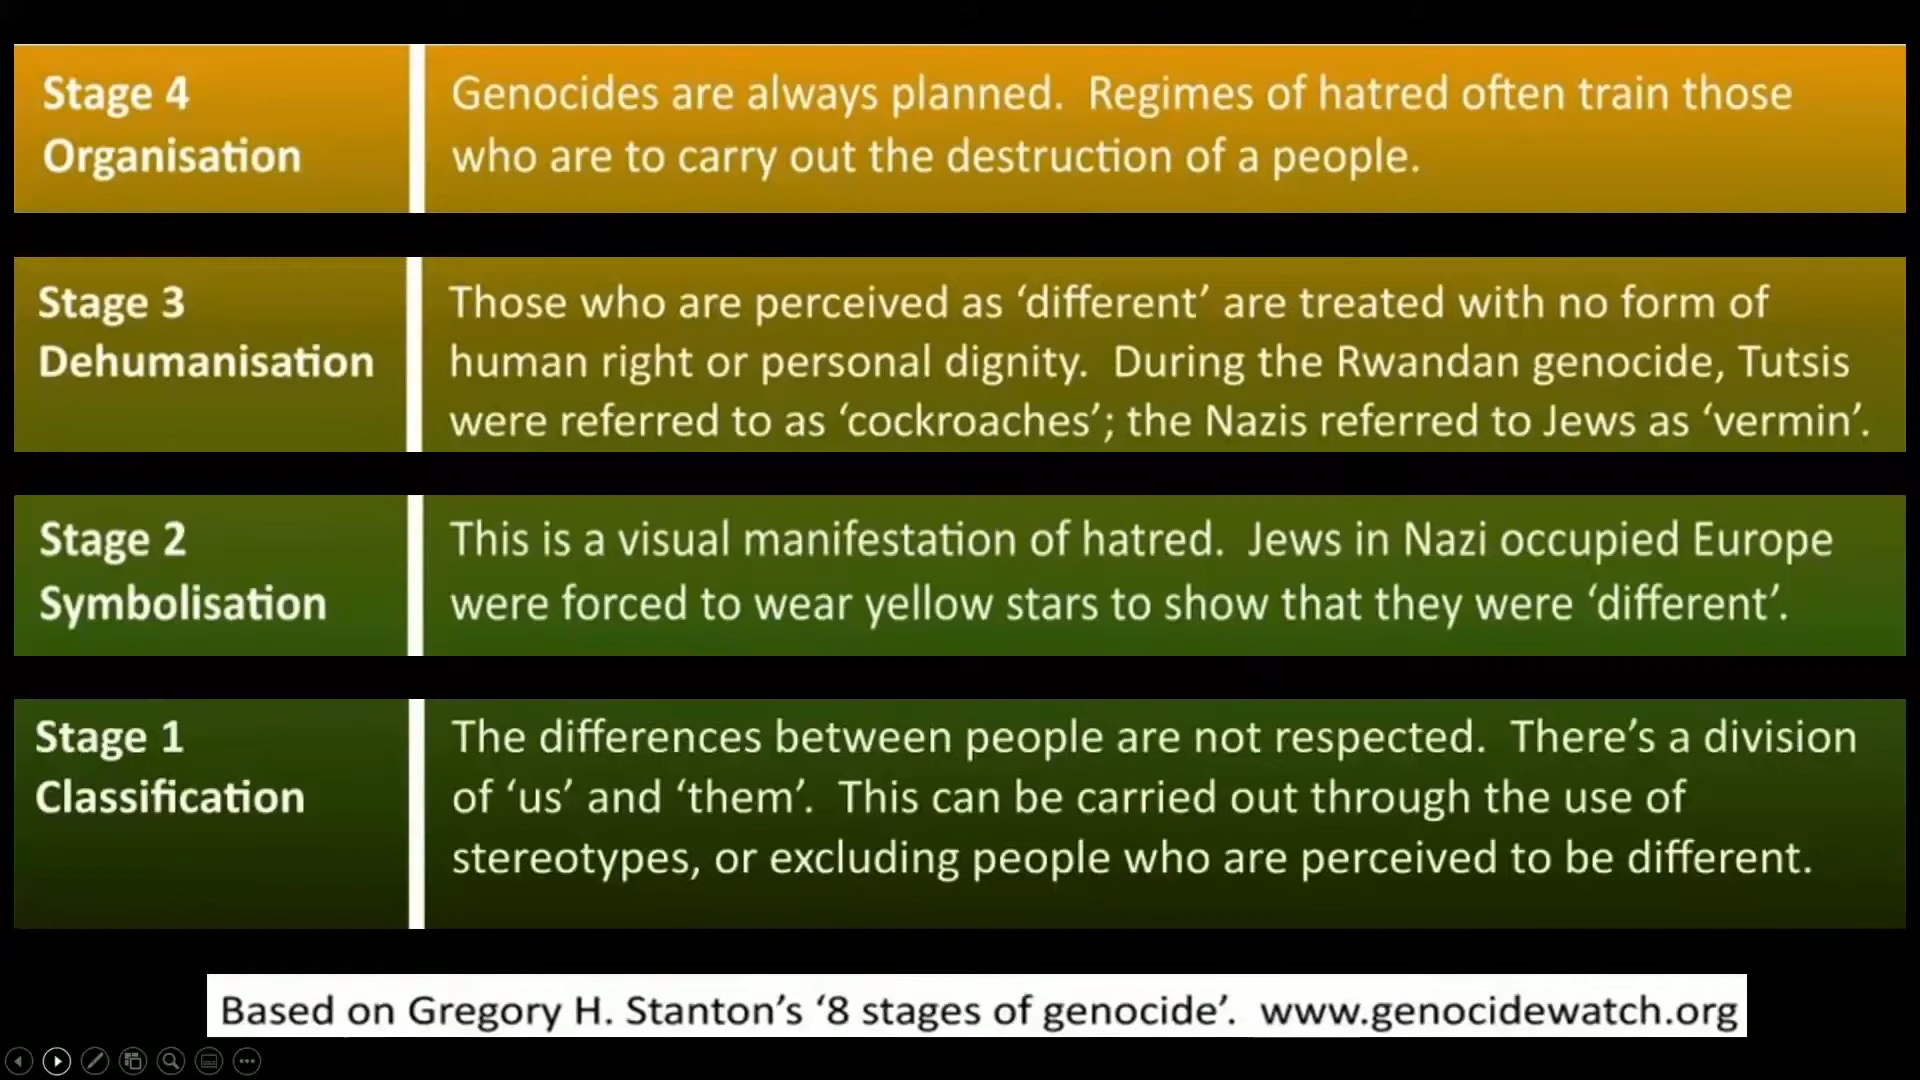 Stage 4
Organisation
Genocides are always planned.  Regimes of hatred often train those
who are to carry out the destruction of a people.
Stage 3
Dehumanisation
Those who are perceived as ‘different’ are treated with no form of
human right or personal dignity.  During the Rwandan genocide, Tutsis
were referred to as ‘cockroaches’; the Nazis referred to Jews as ‘vermin’.
Stage 2
Symbolisation
This is a visual manifestation of hatred.  Jews in Nazi occupied Europe
were forced to wear yellow stars to show that they were ‘different’.
Stage 1
Classification
The differences between people are not respected.  There’s a division
of ‘us’ and ‘them’.  This can be carried out through the use of
stereotypes, or excluding people who are perceived to be different.
Based on Gregory H. Stanton’s ‘8 stages of genocide’.  www.genocidewatch.org